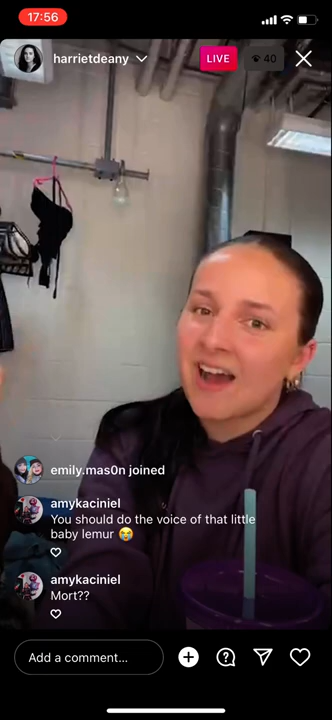 17:56
harrietdeany
LIVE
40
emily.mas0n joined
amykaciniel
You should do the voice of that little
baby lemur 😭
amykaciniel
Mort??
Add a comment...